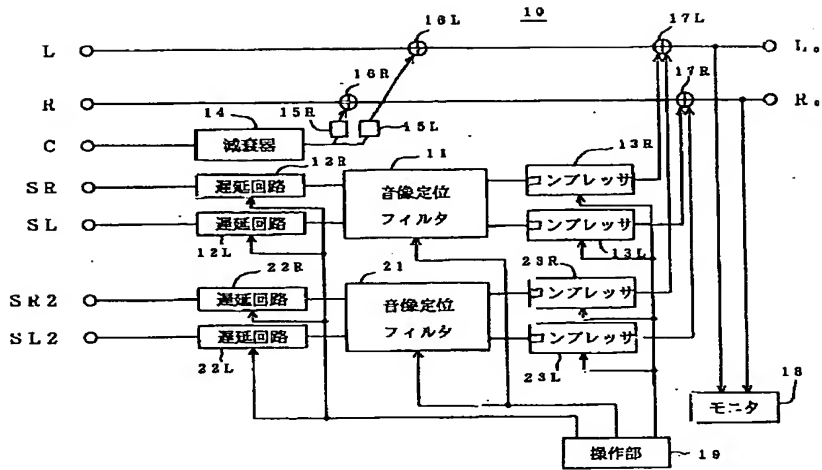 10
16L
17L
L
L。
16R
17R
R
R。
14
15R
15L
C
減衰器
12R
11
13R
SR
遅延回路
音像定位
フィルタ
コンプレッサ
SL
遅延回路
コンプレッサ
12L
13L
22R
21
23R
SR2
遅延回路
音像定位
フィルタ
コンプレッサ
SL2
遅延回路
コンプレッサ
22L
23L
18
モニタ
操作部
19